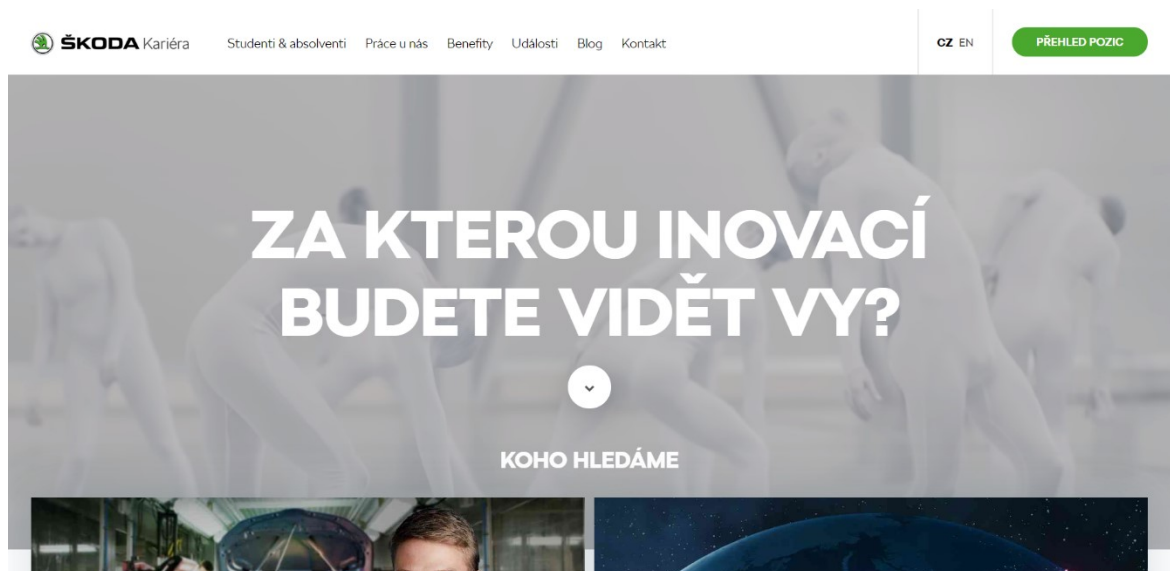 ŠKODA Kariéra
Studenti & absolventi Práce u nás Benefity Události Blog Kontakt
CZ EN
PŘEHLED POZIC
ZA KTEROU INOVACÍ
BUDETE VIDĚT VY?
KOHO HLEDÁME